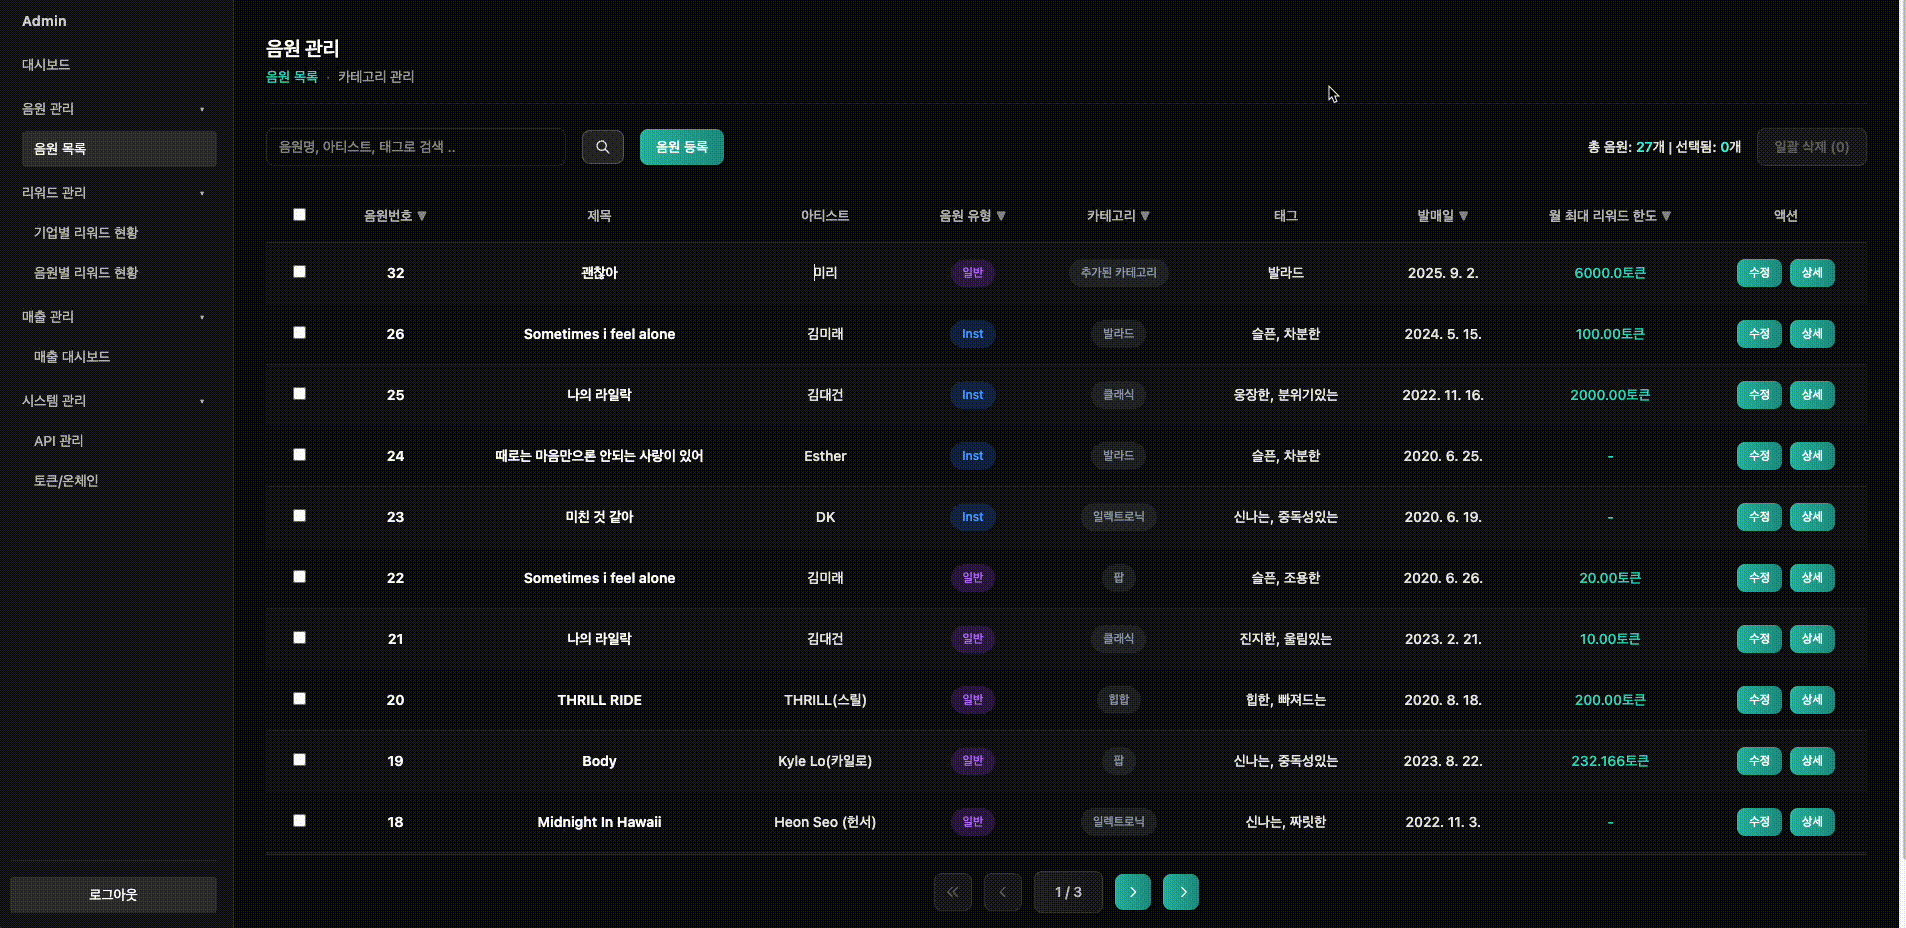 Admin
대시보드
음원 관리 ▾
음원 목록
리워드 관리 ▾
기업별 리워드 현황
음원별 리워드 현황
매출 관리 ▾
매출 대시보드
시스템 관리 ▾
API 관리
토큰/온체인
로그아웃
음원 관리
음원 목록 · 카테고리 관리
음원명, 아티스트, 태그로 검색 ..
음원 등록
총 음원: 27개 | 선택됨: 0개
일괄 삭제 (0)
음원번호 ▼ 제목 아티스트 음원 유형 ▼ 카테고리 ▼ 태그 발매일 ▼ 월 최대 리워드 한도 ▼ 액션
32 괜찮아 미리 일반 추가된 카테고리 발라드 2025. 9. 2. 6000.0토큰 수정 상세
26 Sometimes i feel alone 김미래 Inst 발라드 슬픈, 차분한 2024. 5. 15. 100.00토큰 수정 상세
25 나의 라일락 김대건 Inst 클래식 웅장한, 분위기있는 2022. 11. 16. 2000.00토큰 수정 상세
24 때로는 마음만으론 안되는 사랑이 있어 Esther Inst 발라드 슬픈, 차분한 2020. 6. 25. - 수정 상세
23 미친 것 같아 DK Inst 일렉트로닉 신나는, 중독성있는 2020. 6. 19. - 수정 상세
22 Sometimes i feel alone 김미래 일반 팝 슬픈, 조용한 2020. 6. 26. 20.00토큰 수정 상세
21 나의 라일락 김대건 일반 클래식 진지한, 울림있는 2023. 2. 21. 10.00토큰 수정 상세
20 THRILL RIDE THRILL(스릴) 일반 힙합 힙한, 빠져드는 2020. 8. 18. 200.00토큰 수정 상세
19 Body Kyle Lo(카일로) 일반 팝 신나는, 중독성있는 2023. 8. 22. 232.166토큰 수정 상세
18 Midnight In Hawaii Heon Seo (헌서) 일반 일렉트로닉 신나는, 짜릿한 2022. 11. 3. - 수정 상세
1 / 3